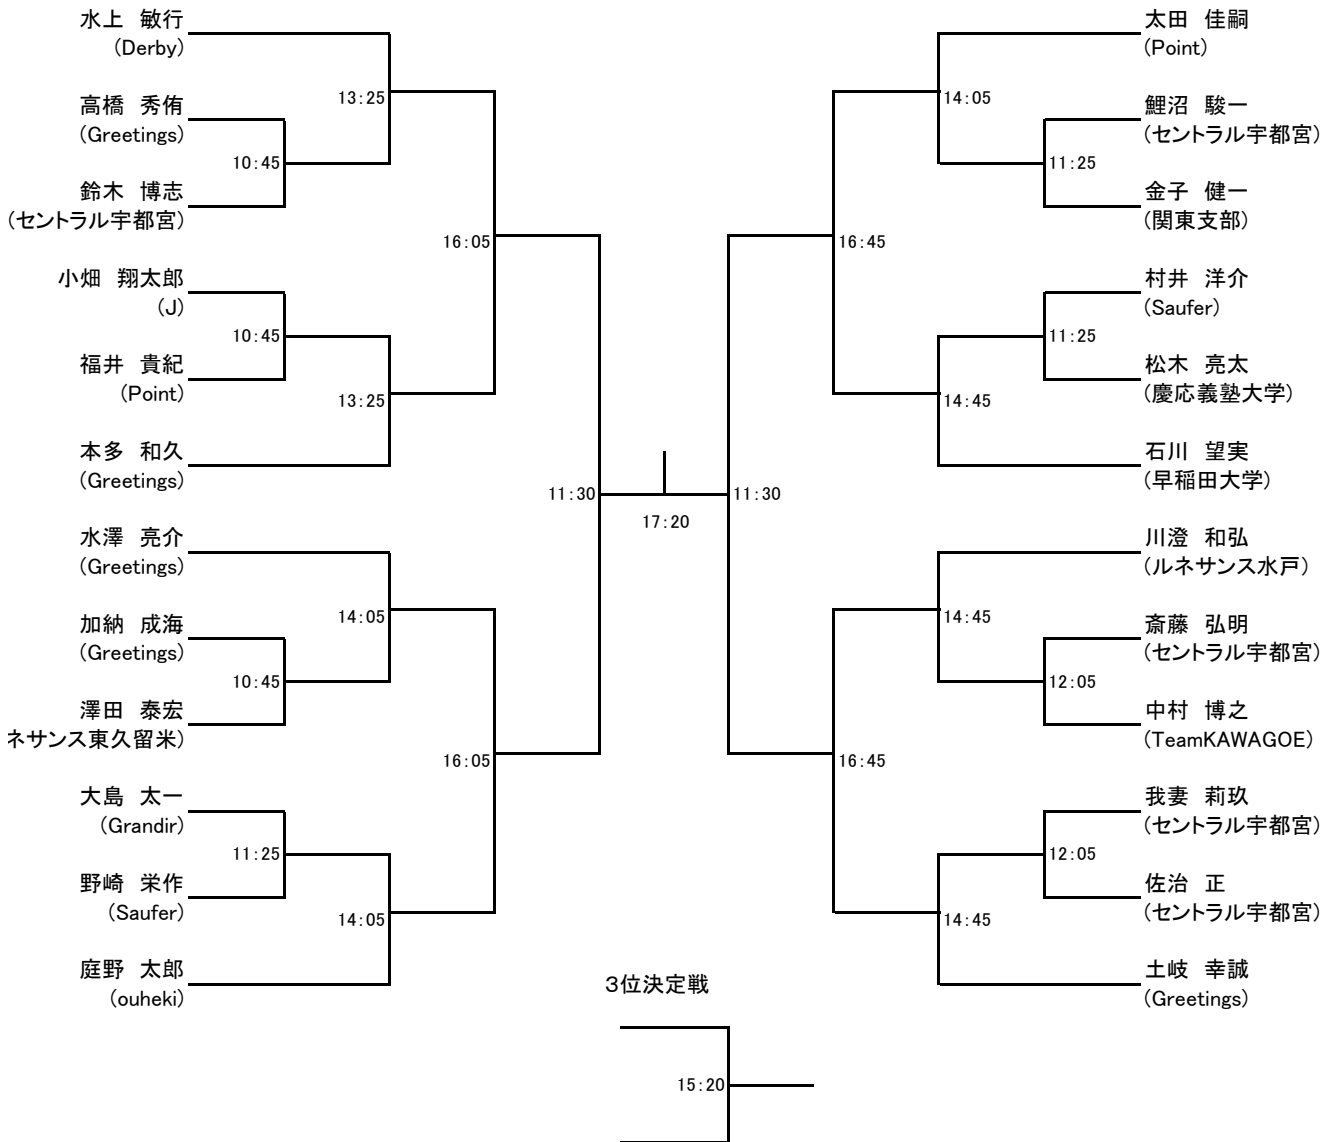 水上 敏行
(Derby)
13:25
高橋 秀侑
(Greetings)
10:45
鈴木 博志
(セントラル宇都宮)
16:05
小畑 翔太郎
(J)
10:45
福井 貴紀
(Point)
13:25
本多 和久
(Greetings)
11:30
水澤 亮介
(Greetings)
14:05
加納 成海
(Greetings)
10:45
澤田 泰宏
ネサンス東久留米)
16:05
大島 太一
(Grandir)
11:25
野崎 栄作
(Saufer)
14:05
庭野 太郎
(ouheki)
17:20
太田 佳嗣
(Point)
14:05
鯉沼 駿一
(セントラル宇都宮)
11:25
金子 健一
(関東支部)
16:45
村井 洋介
(Saufer)
11:25
松木 亮太
(慶応義塾大学)
14:45
石川 望実
(早稲田大学)
11:30
川澄 和弘
(ルネサンス水戸)
14:45
斎藤 弘明
(セントラル宇都宮)
12:05
中村 博之
(TeamKAWAGOE)
16:45
我妻 莉玖
(セントラル宇都宮)
12:05
佐治 正
(セントラル宇都宮)
14:45
土岐 幸誠
(Greetings)
3位決定戦
15:20